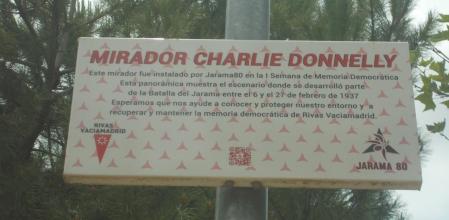 MIRADOR CHARLIE DONNELLY
Este mirador fue instalado por Jarama80 en la I Semana de Memoria Democrática
Esta panorámica muestra el escenario donde se desarrolló parte
de la Batalla del Jarama entre el 6 y el 27 de febrero de 1937
Esperamos que nos ayude a conocer y proteger nuestro entorno y a
recuperar y mantener la memoria democrática de Rivas Vaciamadrid.
RIVAS
VACIAMADRID
JARAMA 80